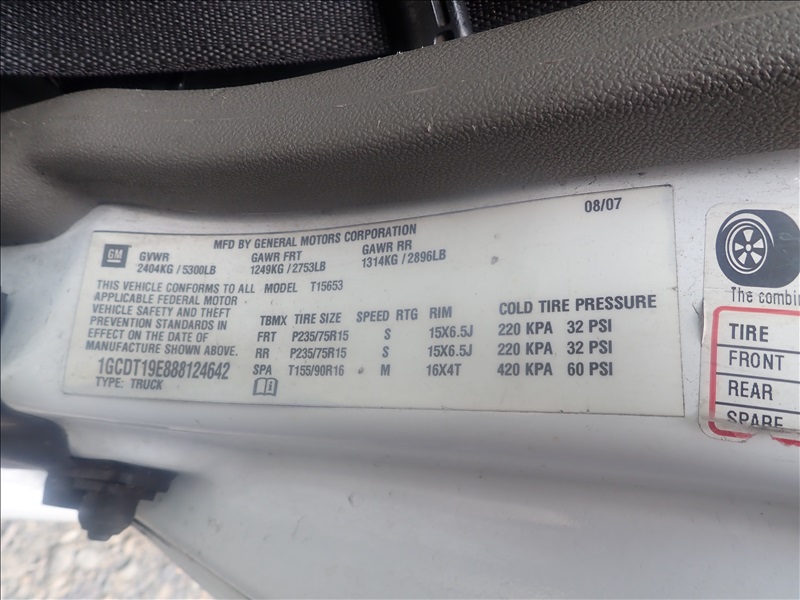 08/07
MFD BY GENERAL MOTORS CORPORATION
GM GVWR GAWR FRT GAWR RR
2404KG / 5300LB 1249KG / 2753LB 1314KG / 2896LB
THIS VEHICLE CONFORMS TO ALL MODEL T15653
APPLICABLE FEDERAL MOTOR
VEHICLE SAFETY AND THEFT
PREVENTION STANDARDS IN
EFFECT ON THE DATE OF
MANUFACTURE SHOWN ABOVE.
1GCDT19E888124642
TYPE: TRUCK
TBMX TIRE SIZE SPEED RTG RIM COLD TIRE PRESSURE
FRT P235/75R15 S 15X6.5J 220 KPA 32 PSI
RR P235/75R15 S 15X6.5J 220 KPA 32 PSI
SPA T155/90R16 M 16X4T 420 KPA 60 PSI
The combin
TIRE
FRONT
REAR
SPARE